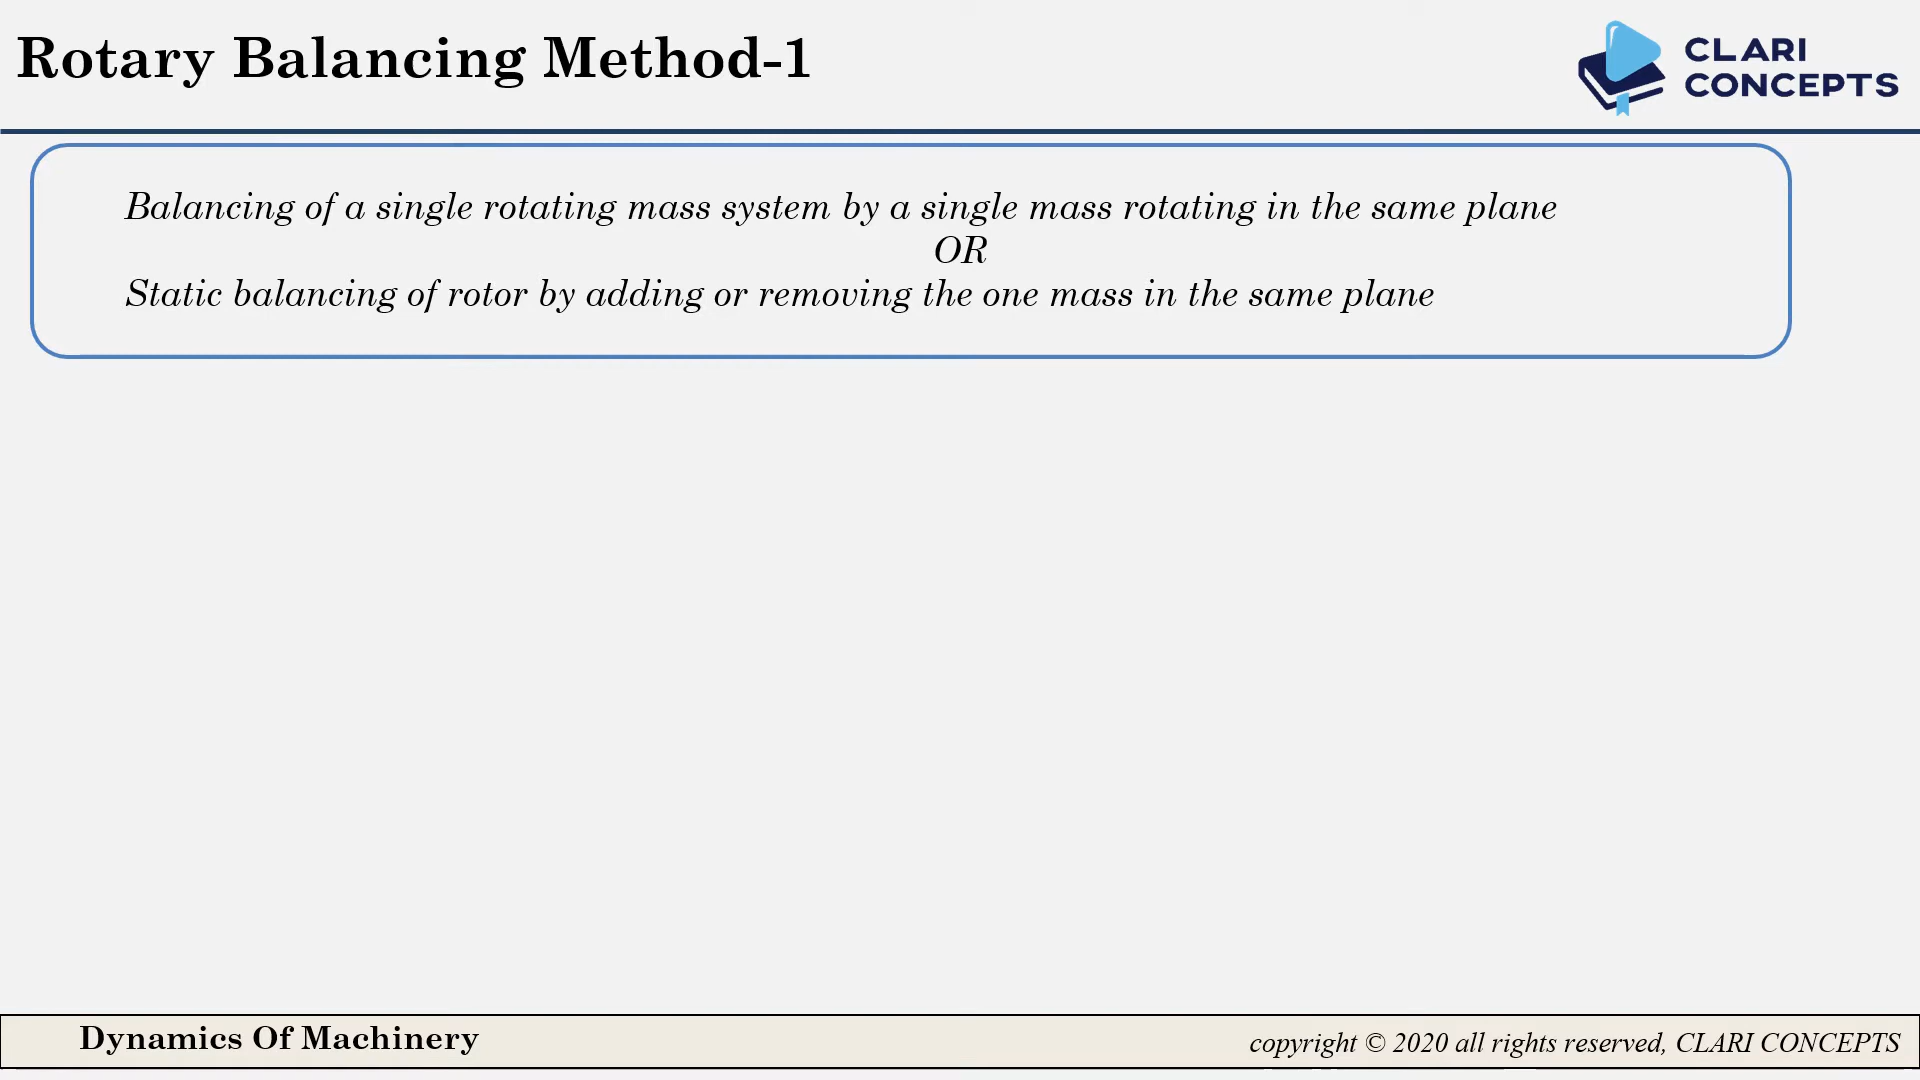 Rotary Balancing Method-1
CLARI
CONCEPTS
Balancing of a single rotating mass system by a single mass rotating in the same plane
OR
Static balancing of rotor by adding or removing the one mass in the same plane
Dynamics Of Machinery
copyright © 2020 all rights reserved, CLARI CONCEPTS